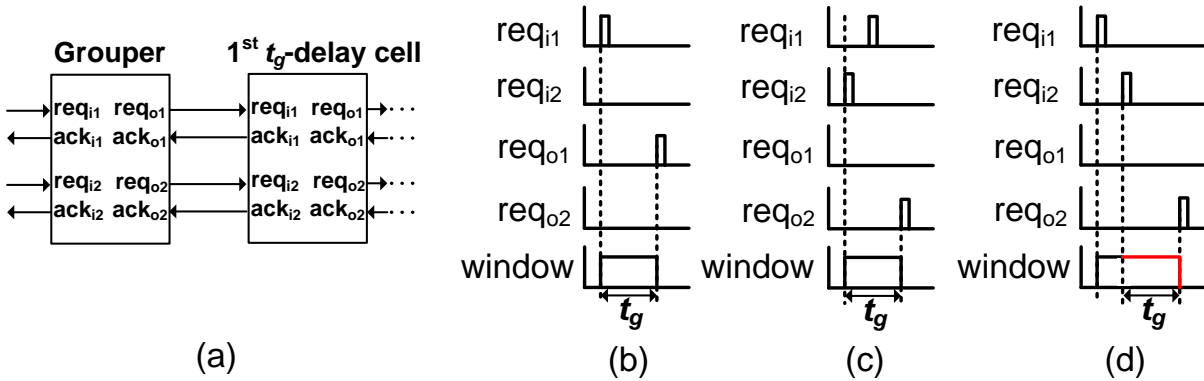 Grouper
1st tg-delay cell
reqi1 reqo1
acki1 acko1
reqi2 reqo2
acki2 acko2
reqi1 reqo1
acki1 acko1
reqi2 reqo2
acki2 acko2
(a)
reqi1
reqi2
reqo1
reqo2
window
tg
(b)
reqi1
reqi2
reqo1
reqo2
window
tg
(c)
reqi1
reqi2
reqo1
reqo2
window
tg
(d)